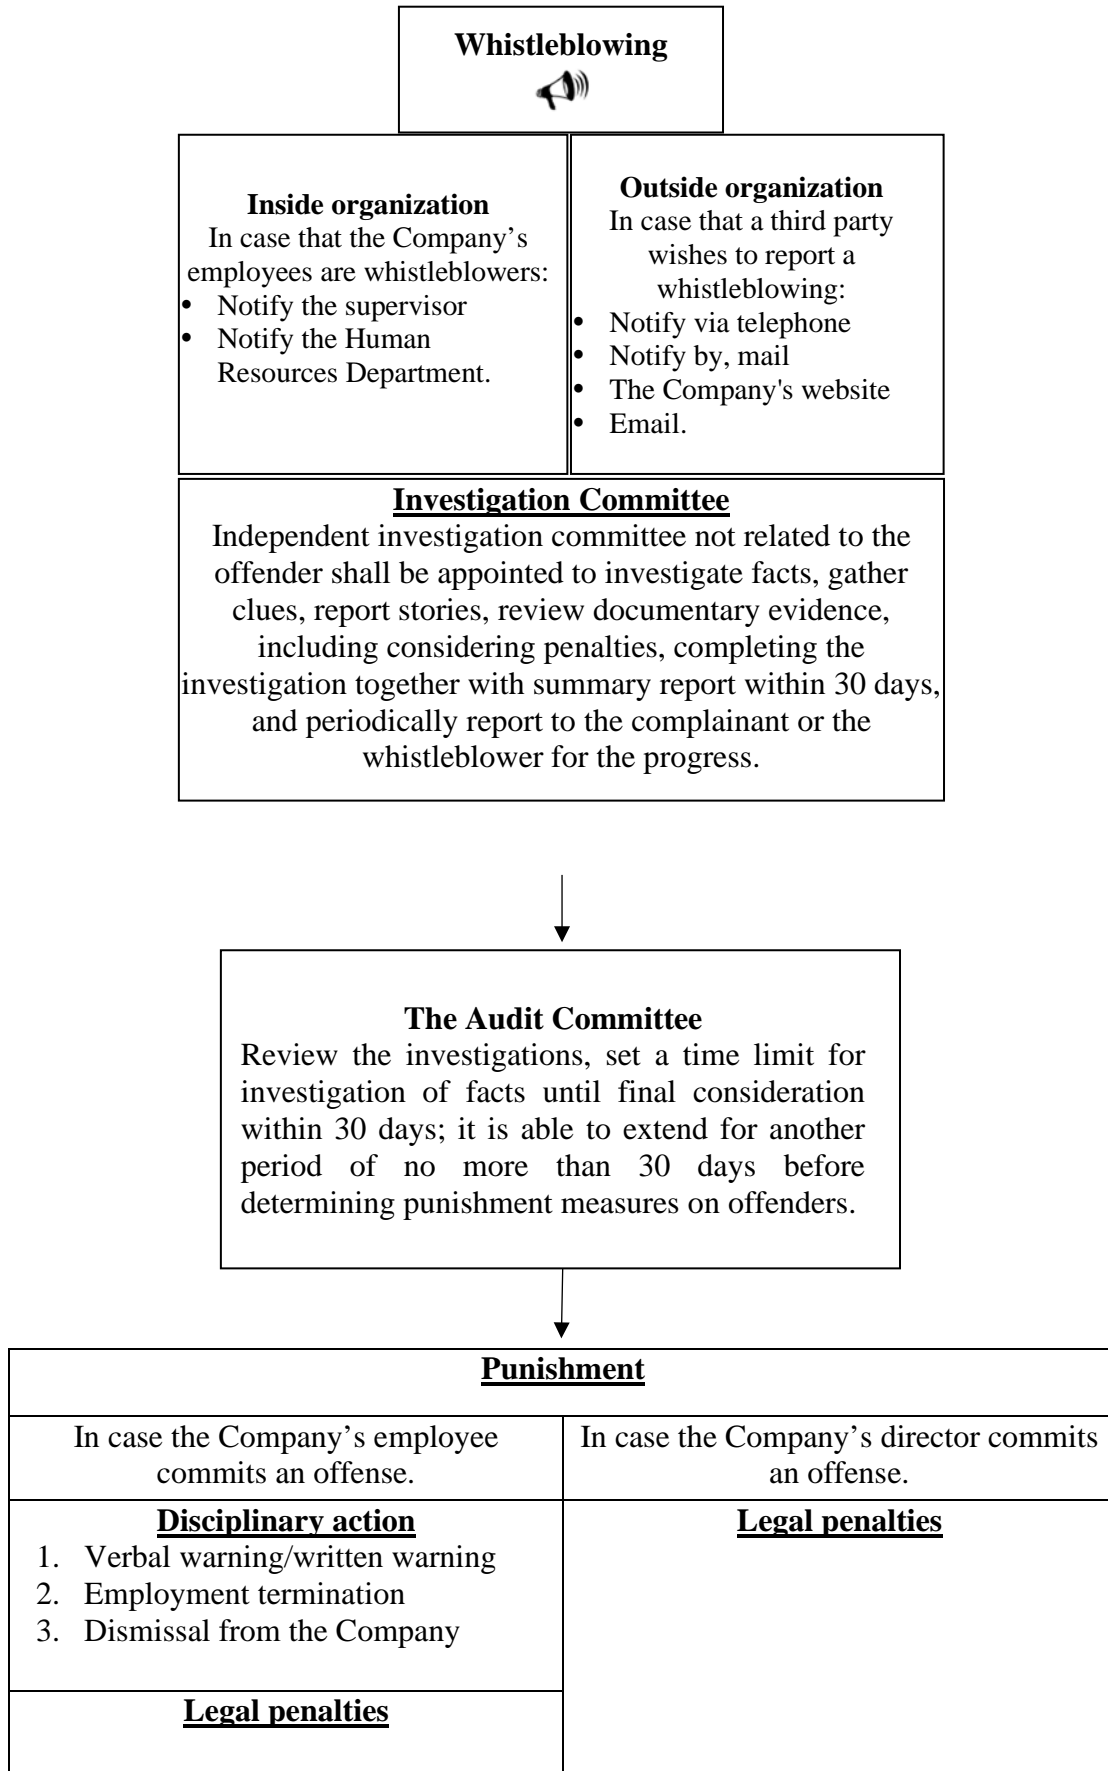 Whistleblowing
Inside organization
In case that the Company’s
employees are whistleblowers:
• Notify the supervisor
• Notify the Human
Resources Department.
Outside organization
In case that a third party
wishes to report a
whistleblowing:
• Notify via telephone
• Notify by, mail
• The Company's website
• Email.
Investigation Committee
Independent investigation committee not related to the
offender shall be appointed to investigate facts, gather
clues, report stories, review documentary evidence,
including considering penalties, completing the
investigation together with summary report within 30 days,
and periodically report to the complainant or the
whistleblower for the progress.
The Audit Committee
Review the investigations, set a time limit for
investigation of facts until final consideration
within 30 days; it is able to extend for another
period of no more than 30 days before
determining punishment measures on offenders.
Punishment
In case the Company’s employee
commits an offense.
In case the Company’s director commits
an offense.
Disciplinary action
1. Verbal warning/written warning
2. Employment termination
3. Dismissal from the Company
Legal penalties
Legal penalties